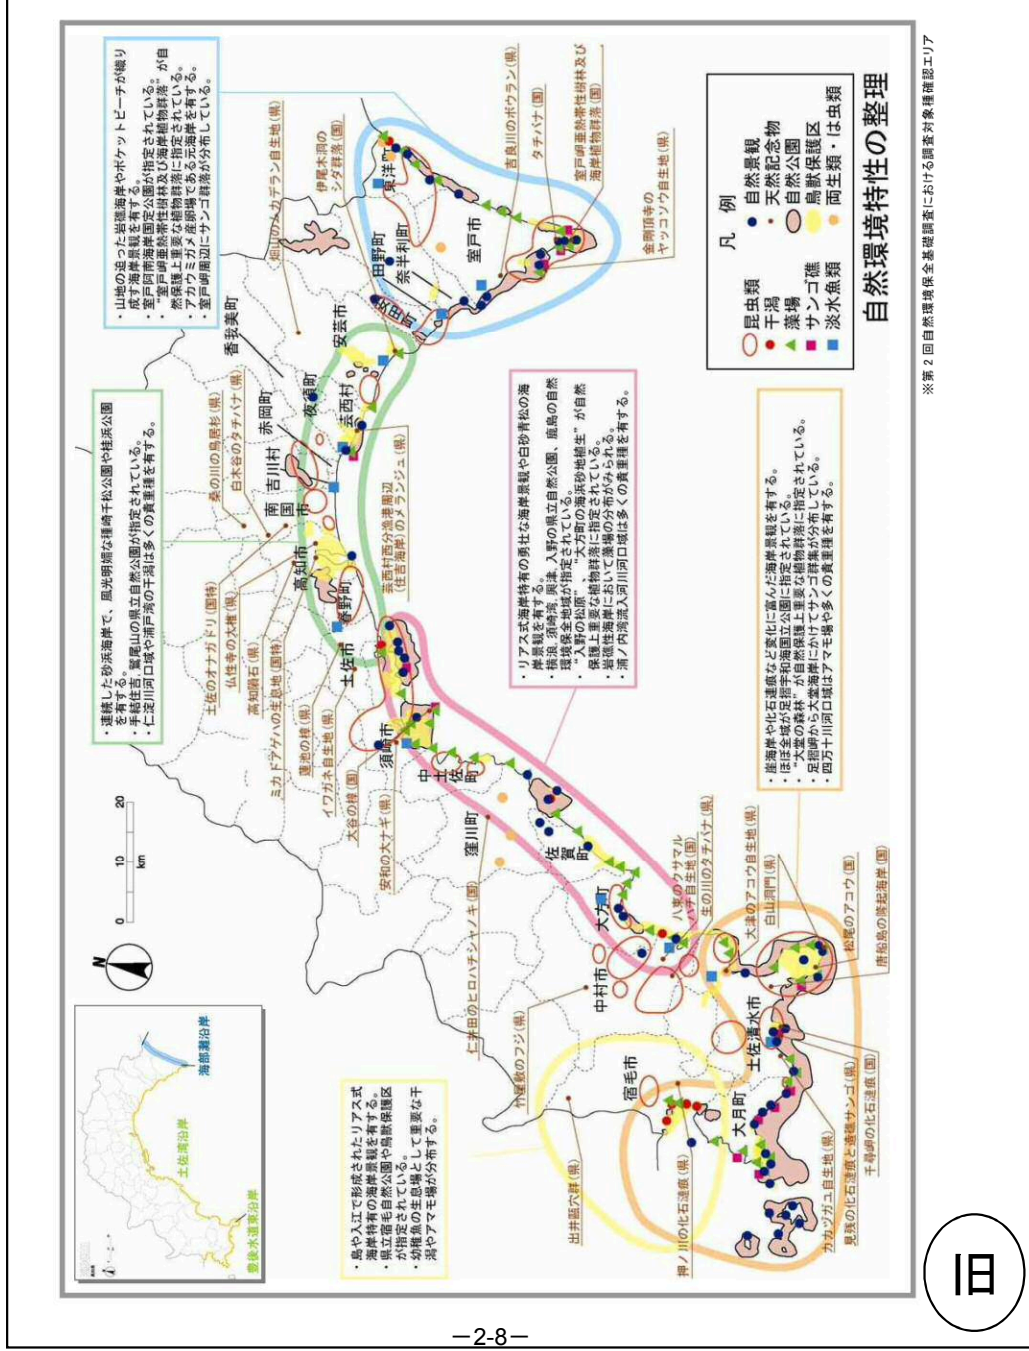 自然環境特性の整理
※第2回自然環境保全基礎調査における調査対象種確認エリア
凡 例
昆虫類
干潟
藻場
サンゴ礁
淡水魚類
自然景観
天然記念物
自然公園
鳥獣保護区
両生類・は虫類
・山地の迫った岩礁海岸やポケットビーチが織り
成す海岸景観を有する。
・室戸阿南海岸国定公園が指定されている。
・“室戸岬亜熱帯性樹林及び海岸植物群落”が自
然保護上重要な植物群落に指定されている。
・アカウミガメ産卵場である元海岸を有する。
・室戸岬周辺にサンゴ群落が分布している。
・連続した砂浜海岸で、風光明媚な種崎千松公園や桂浜公園
を有する。
・手結住吉、鷲尾山の県立自然公園が指定されている。
・仁淀川河口域や浦戸湾の干潟は多くの貴重種を有する。
・リアス式海岸特有の勇壮な海岸景観や白砂青松の海
岸景観を有する。
・横浪、須崎湾、興津、入野の県立自然公園、鹿島の自然
環境保全地域が指定されている。
・“入野の松原”、“大方町の海浜砂地植生”が自然
保護上重要な植物群落に指定されている。
・岩礁性海岸において藻場の分布がみられる。
・浦ノ内湾流入河川河口域は多くの貴重種を有する。
・崖海岸や化石漣痕など変化に富んだ海岸景観を有する。
・ほぼ全域が足摺宇和海国立公園に指定されている。
・“大堂の森林”が自然保護上重要な植物群落に指定されている。
・足摺岬から大堂海岸にかけてサンゴ群集が分布している。
・四万十川河口域はアマモ場や多くの貴重種を有する。
・島や入江で形成されたリアス式
海岸特有の海岸景観を有する。
・県立宿毛自然公園や鳥獣保護区
が指定されている。
・幼稚魚の生息場として重要な干
潟やアマモ場が分布する。
畑山のムカデラン自生地(県)
伊尾木洞の
シダ群落(国)
吉良川のボウラン(県)
タチバナ(国)
室戸岬亜熱帯性樹林及び
海岸植物群落(国)
金剛頂寺の
ヤッコソウ自生地(県)
東洋町
室戸市
奈半利町
田野町
安田町
安芸市
芸西村
夜須町
香我美町
赤岡町
吉川村
南国市
高知市
春野町
土佐市
須崎市
中土佐町
窪川町
佐賀町
大方町
中村市
土佐清水市
大月町
宿毛市
桑の川の鳥居杉(県)
白木谷のタチバナ(県)
芸西村西分漁港周辺
(住吉海岸)のメランジュ(県)
土佐のオナガドリ(国特)
仏性寺の大権(県)
高知隕石(県)
ミカドアゲハの生息地(国特)
蓮池の樟(県)
イワガネ自生地(県)
大谷の樟(国)
安和の大ナギ(県)
仁井田のヒロハチシャノキ(国)
竹屋敷のフジ(県)
八束のクサマル
ハチ自生地(国)
生の川のタチバナ(県)
大津のアコウ自生地(県)
白山洞門(県)
松尾のアコウ(国)
唐船島の隆起海岸(国)
千尋岬の化石漣痕(国)
見残の化石漣痕と造礁サンゴ(県)
カカツガユ自生地(県)
押ノ川の化石漣痕(県)
出井甌穴群(県)
0 10 20
km
N
海部灘沿岸
土佐湾沿岸
豊後水道東沿岸
旧
－2-8－